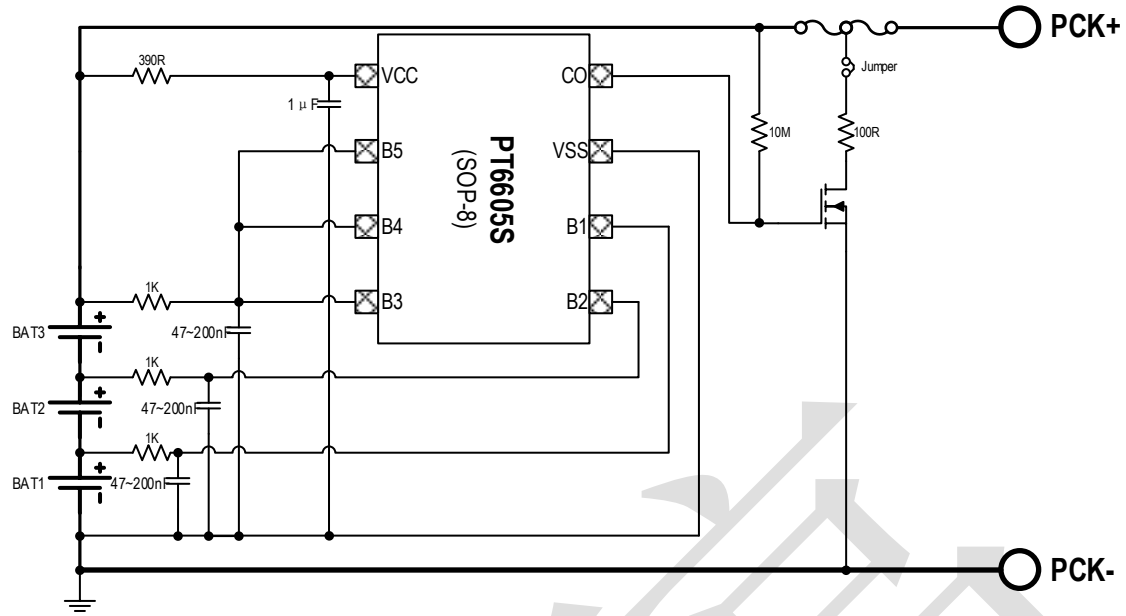 PCK+
390R
VCC
CO
Jumper
1 μF
10M
100R
PT6605S
(SOP-8)
B5
VSS
B4
B1
1K
B3
B2
BAT3
+
47~200nF
1K
BAT2
+
47~200nF
1K
BAT1
+
47~200nF
PCK-